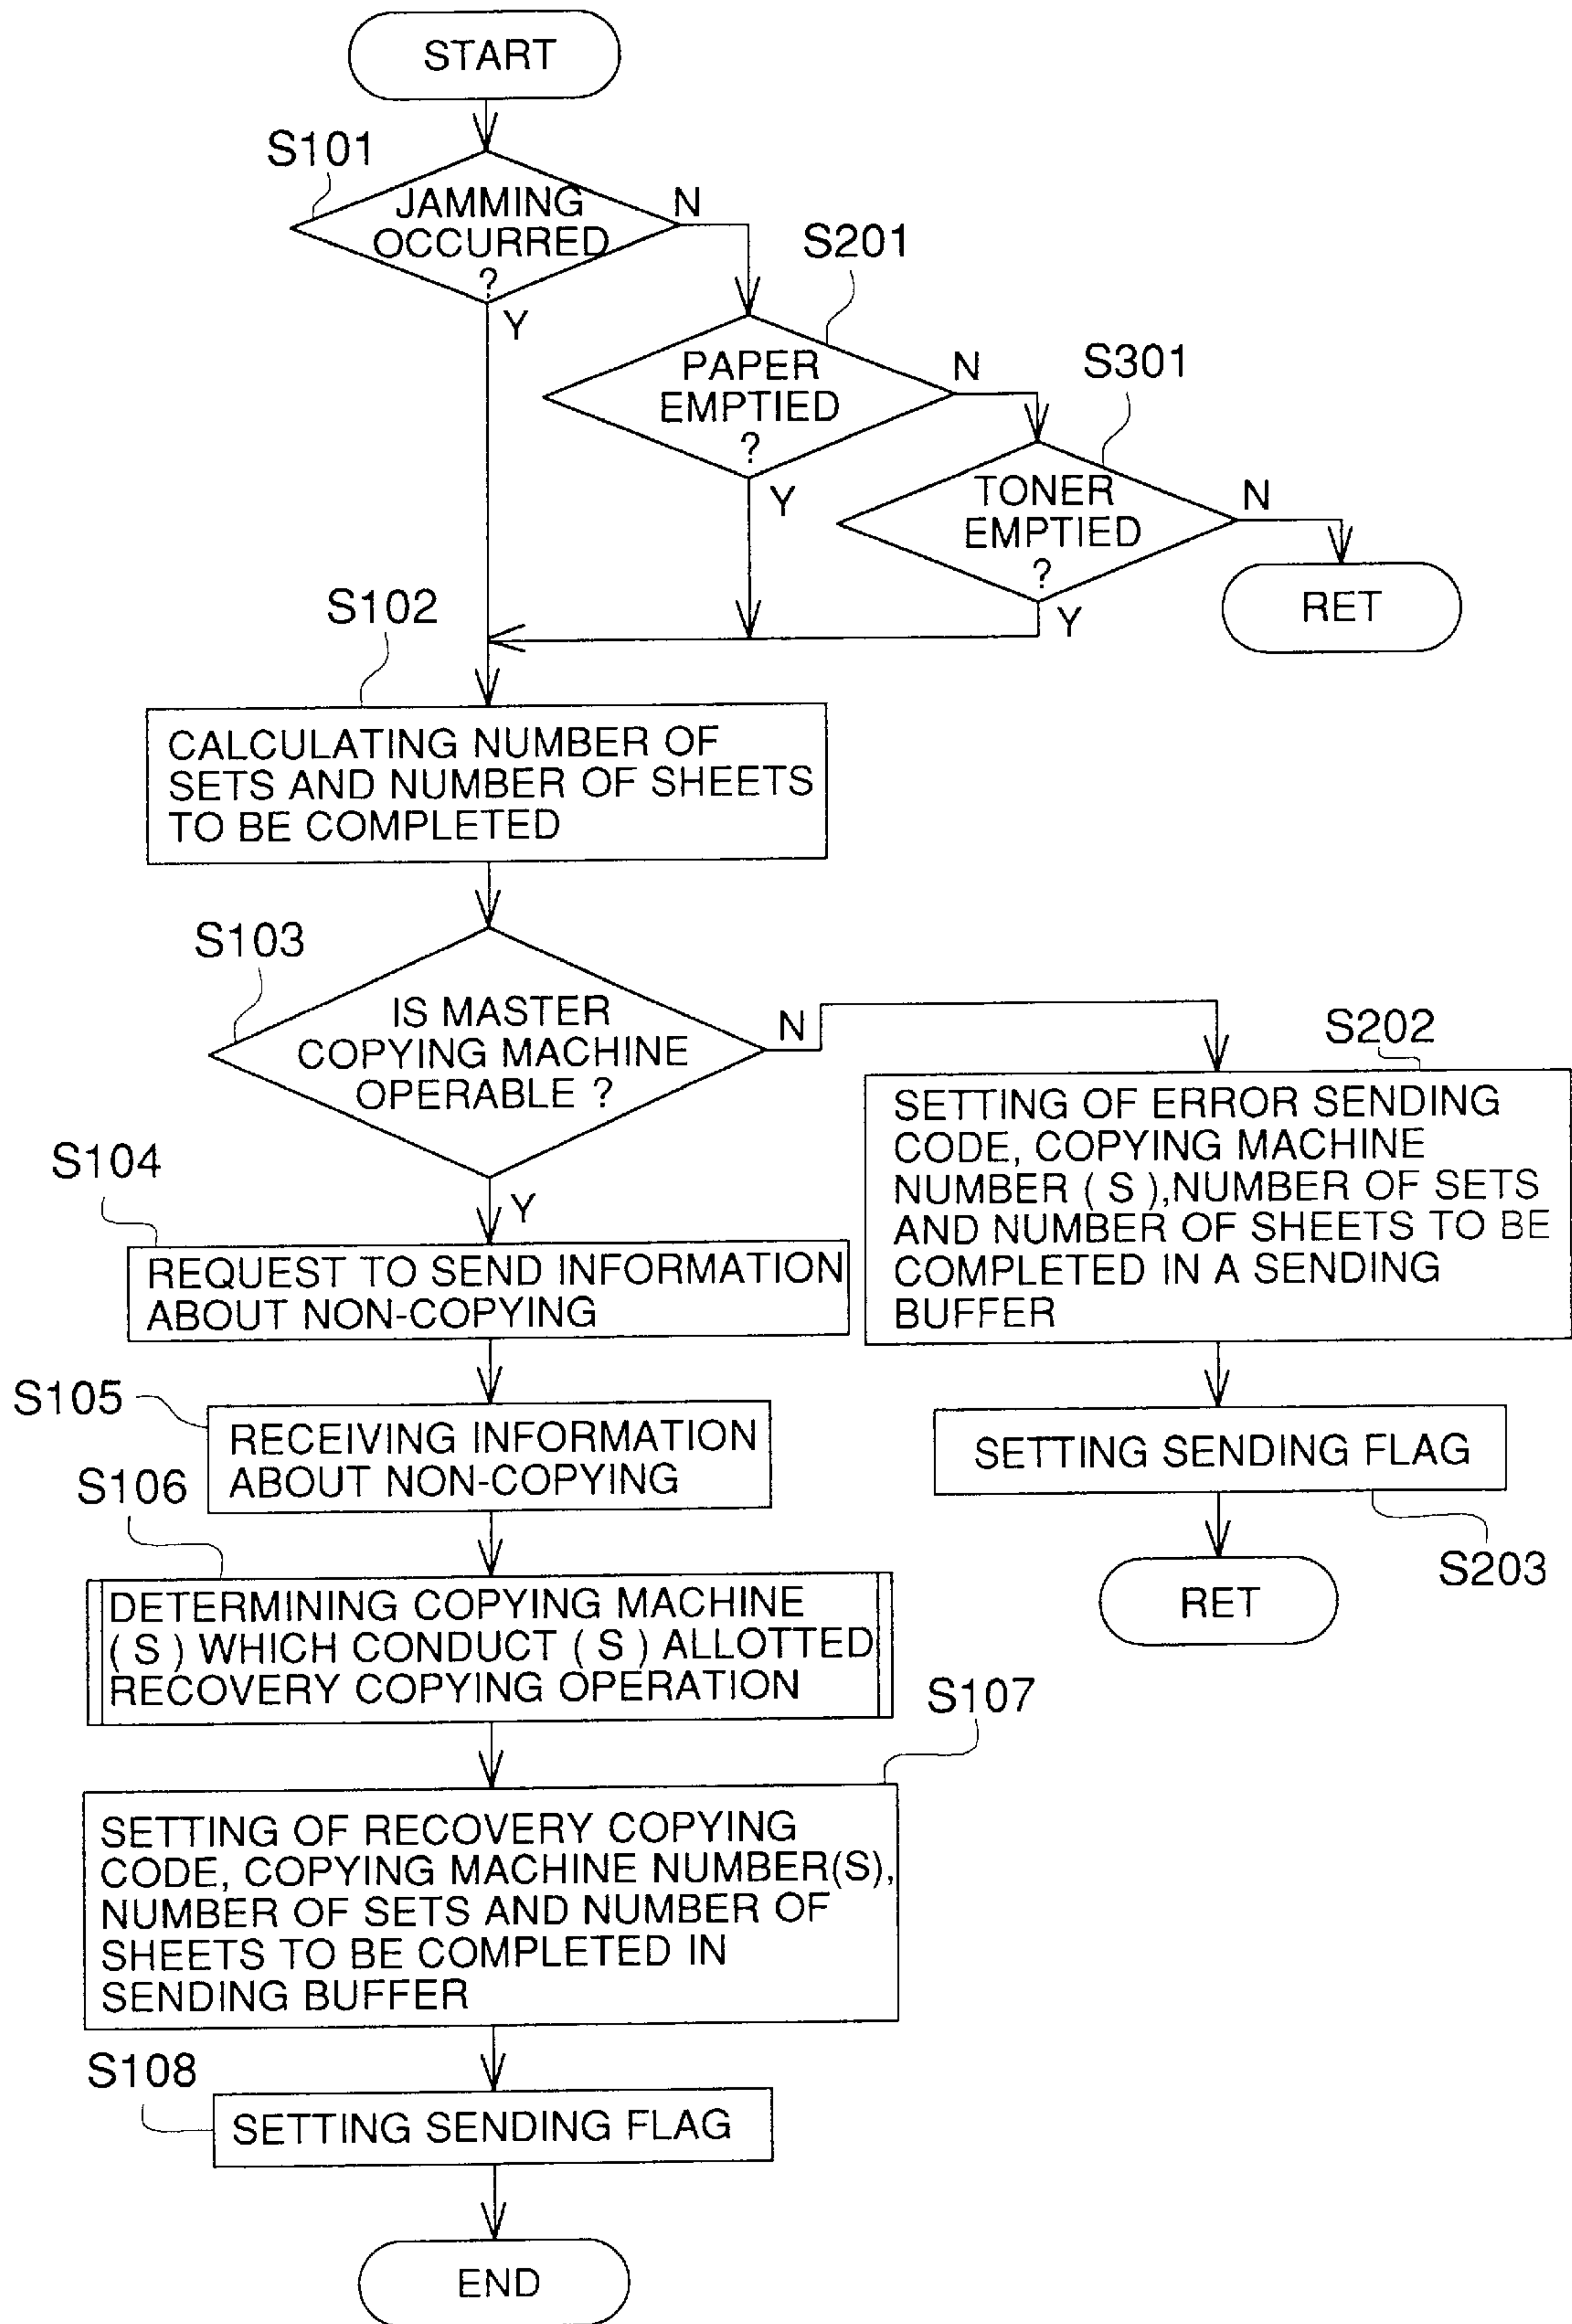 START
S101
JAMMING
OCCURRED
?
N
Y
S201
PAPER
EMPTIED
?
N
Y
S301
TONER
EMPTIED
?
N
Y
RET
S102
CALCULATING NUMBER OF
SETS AND NUMBER OF SHEETS
TO BE COMPLETED
S103
IS MASTER
COPYING MACHINE
OPERABLE ?
N
Y
S202
SETTING OF ERROR SENDING
CODE, COPYING MACHINE
NUMBER ( S ),NUMBER OF SETS
AND NUMBER OF SHEETS TO BE
COMPLETED IN A SENDING
BUFFER
S104
REQUEST TO SEND INFORMATION
ABOUT NON-COPYING
S105
RECEIVING INFORMATION
ABOUT NON-COPYING
SETTING SENDING FLAG
S203
RET
S106
DETERMINING COPYING MACHINE
( S ) WHICH CONDUCT ( S ) ALLOTTED
RECOVERY COPYING OPERATION
S107
SETTING OF RECOVERY COPYING
CODE, COPYING MACHINE NUMBER(S),
NUMBER OF SETS AND NUMBER OF
SHEETS TO BE COMPLETED IN
SENDING BUFFER
S108
SETTING SENDING FLAG
END